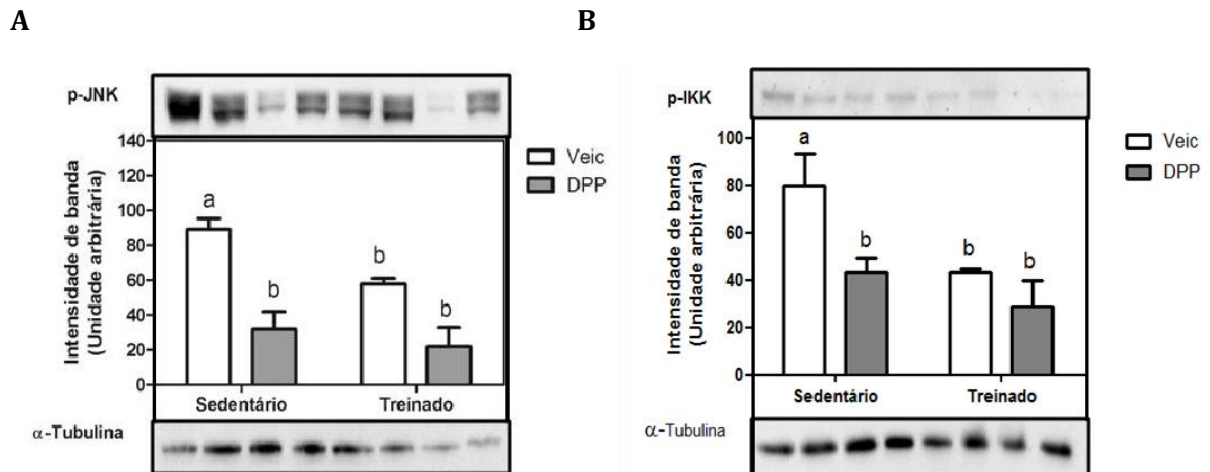 A
p-JNK
Intensidade de banda
(Unidade arbitrária)
140
120
100
80
60
40
20
0
a
b
b
b
Sedentário
Treinado
Veic
DPP
α-Tubulina
B
p-IKK
Intensidade de banda
(Unidade arbitrária)
100
80
60
40
20
0
a
b
b
b
Sedentário
Treinado
Veic
DPP
α-Tubulina